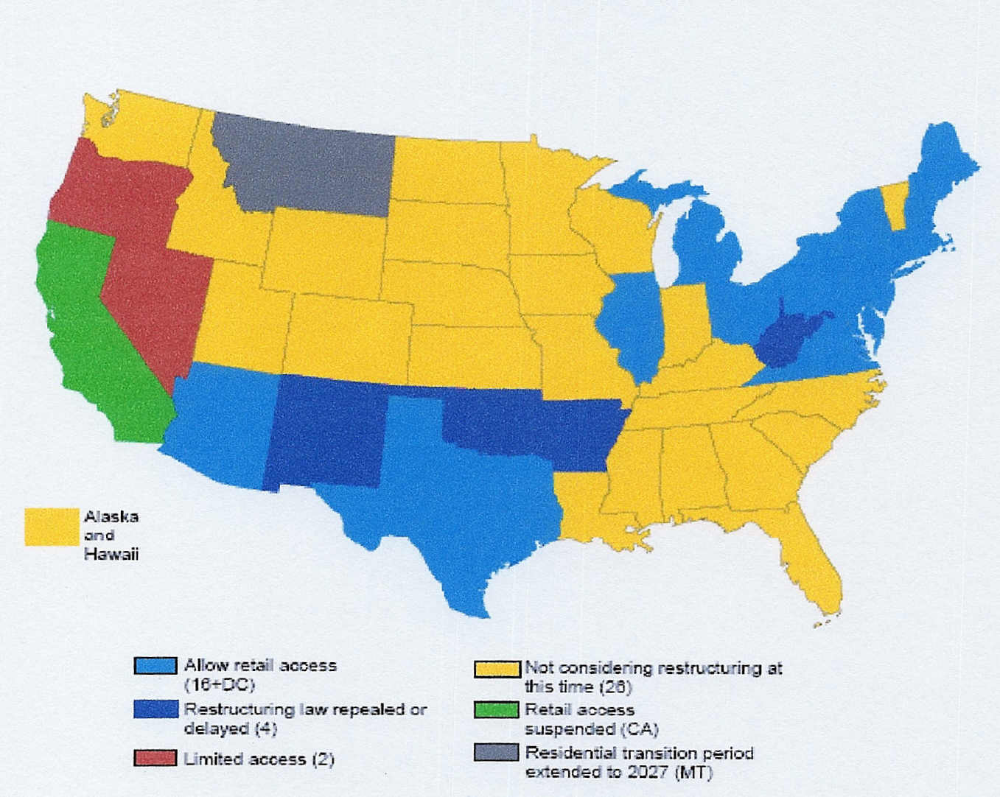 Alaska
and
Hawaii
Allow retail access
(16+DC)
Restructuring law repealed or
delayed (4)
Limited access (2)
Not considering restructuring at
this time (26)
Retail access
suspended (CA)
Residential transition period
extended to 2027 (MT)